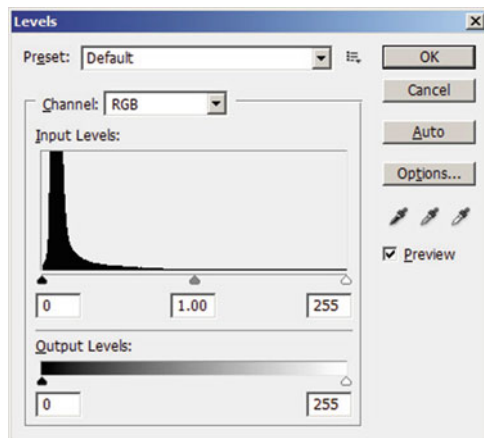 Levels
Preset: Default
OK
Cancel
Channel: RGB
Auto
Input Levels:
Options...
Preview
0 1.00 255
Output Levels:
0 255